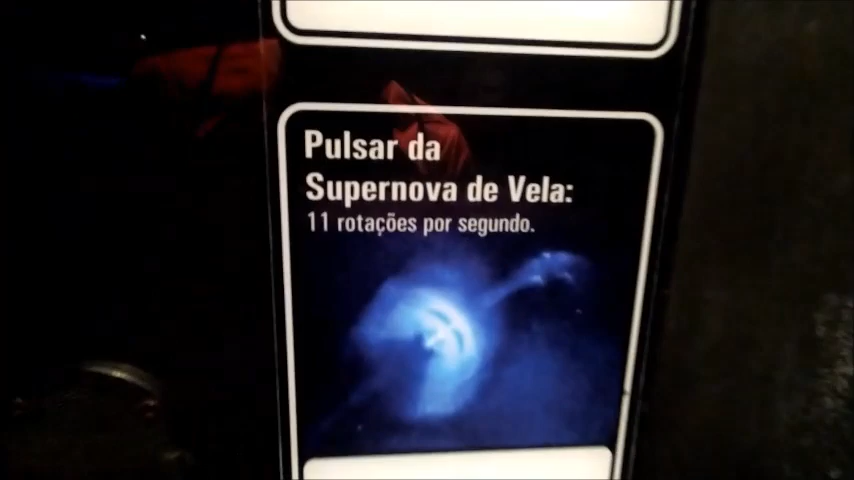 Pulsar da
Supernova de Vela:
11 rotações por segundo.